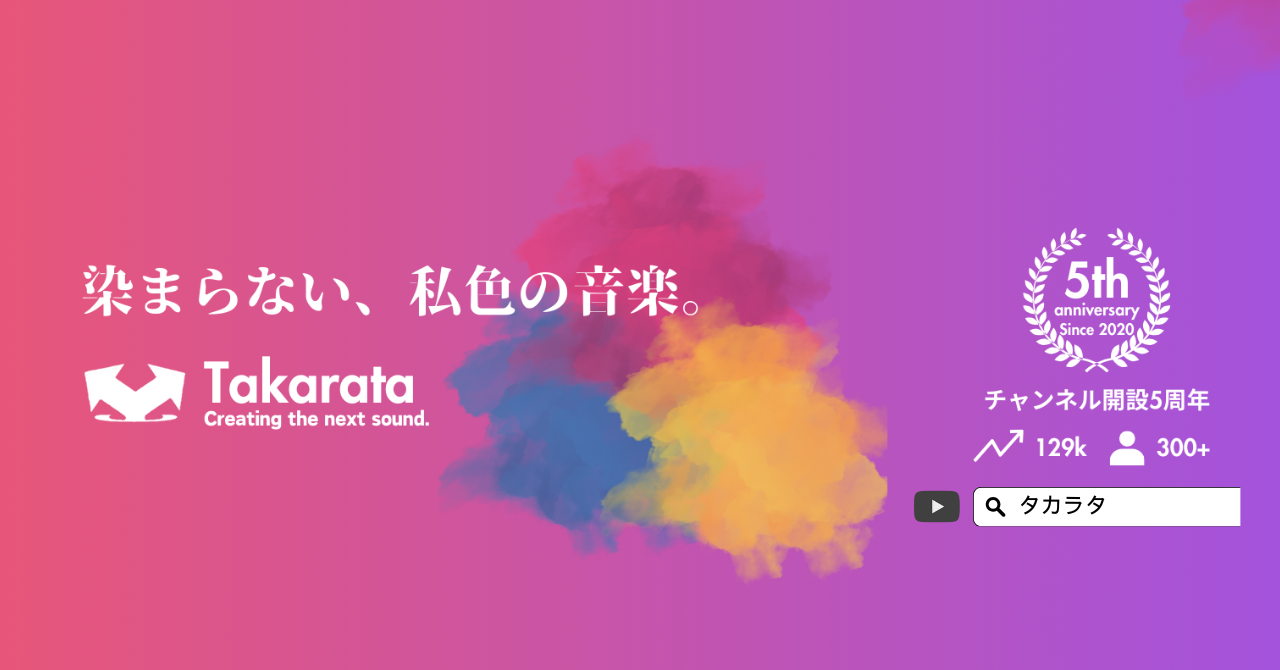 染まらない、私色の音楽。
Takarata
Creating the next sound.
5th
anniversary
Since 2020
チャンネル開設5周年
129k 300+
タカラタ